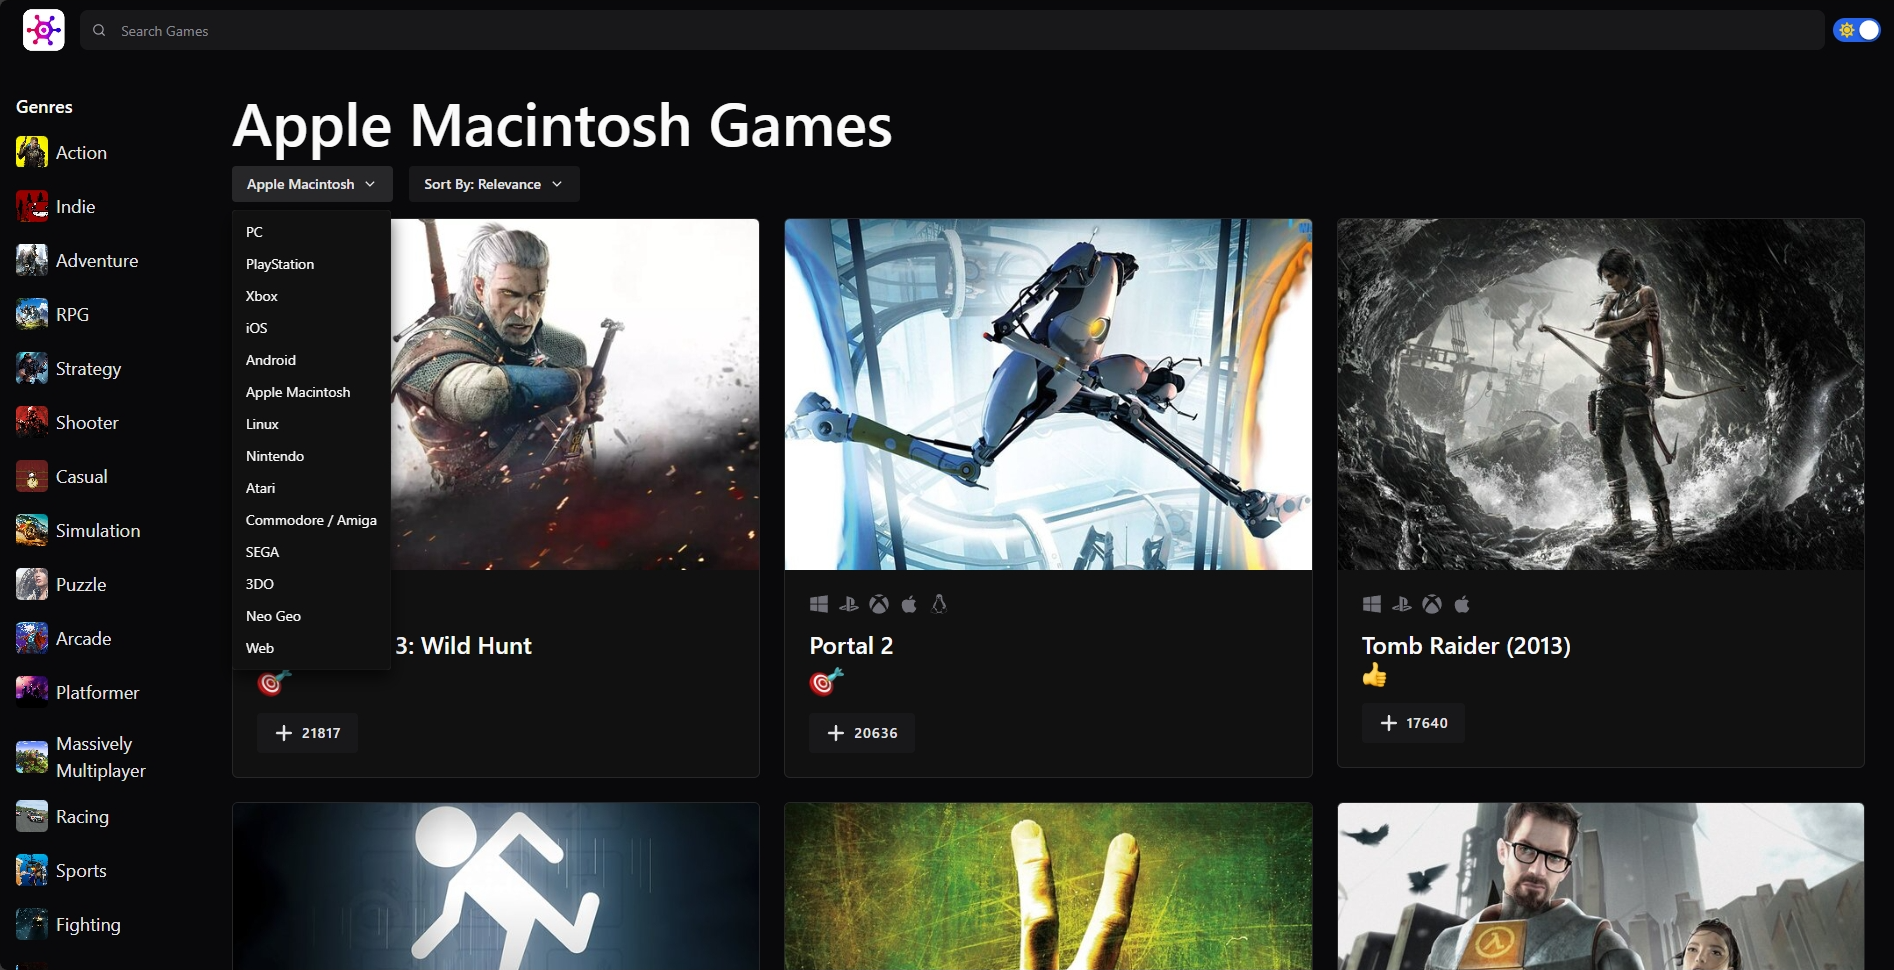 Search Games
Genres
Action
Indie
Adventure
RPG
Strategy
Shooter
Casual
Simulation
Puzzle
Arcade
Platformer
Massively
Multiplayer
Racing
Sports
Fighting
Apple Macintosh Games
Apple Macintosh
Sort By: Relevance
PC
PlayStation
Xbox
iOS
Android
Apple Macintosh
Linux
Nintendo
Atari
Commodore / Amiga
SEGA
3DO
Neo Geo
Web
3: Wild Hunt
21817
Portal 2
20636
Tomb Raider (2013)
17640